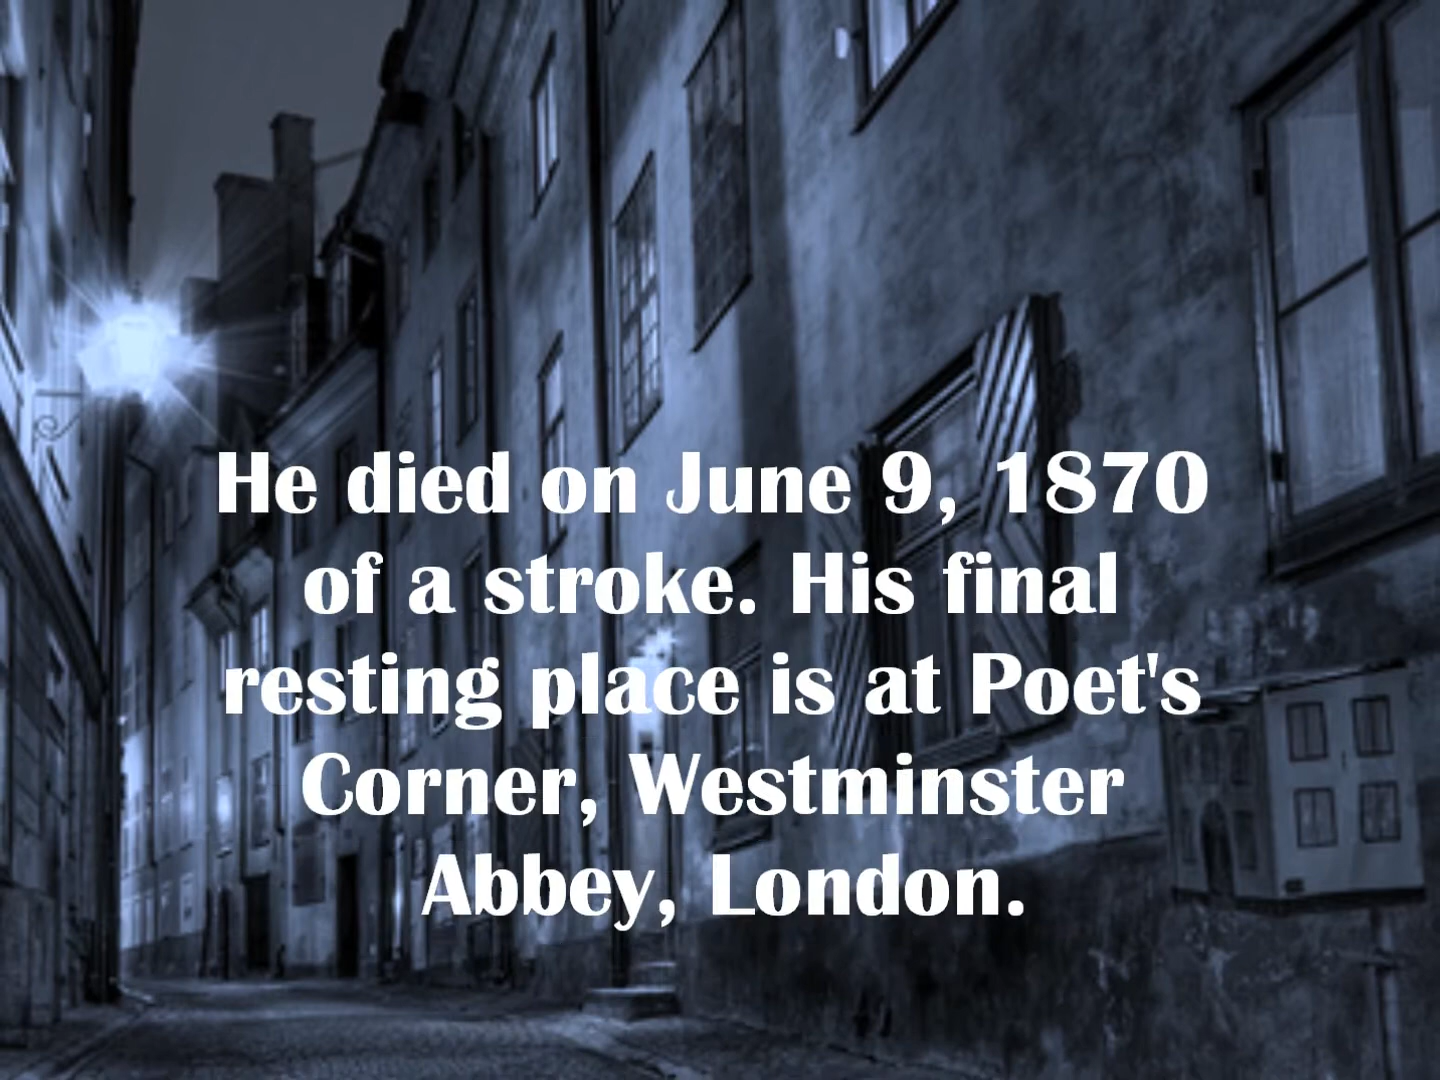 He died on June 9, 1870
of a stroke. His final
resting place is at Poet's
Corner, Westminster
Abbey, London.